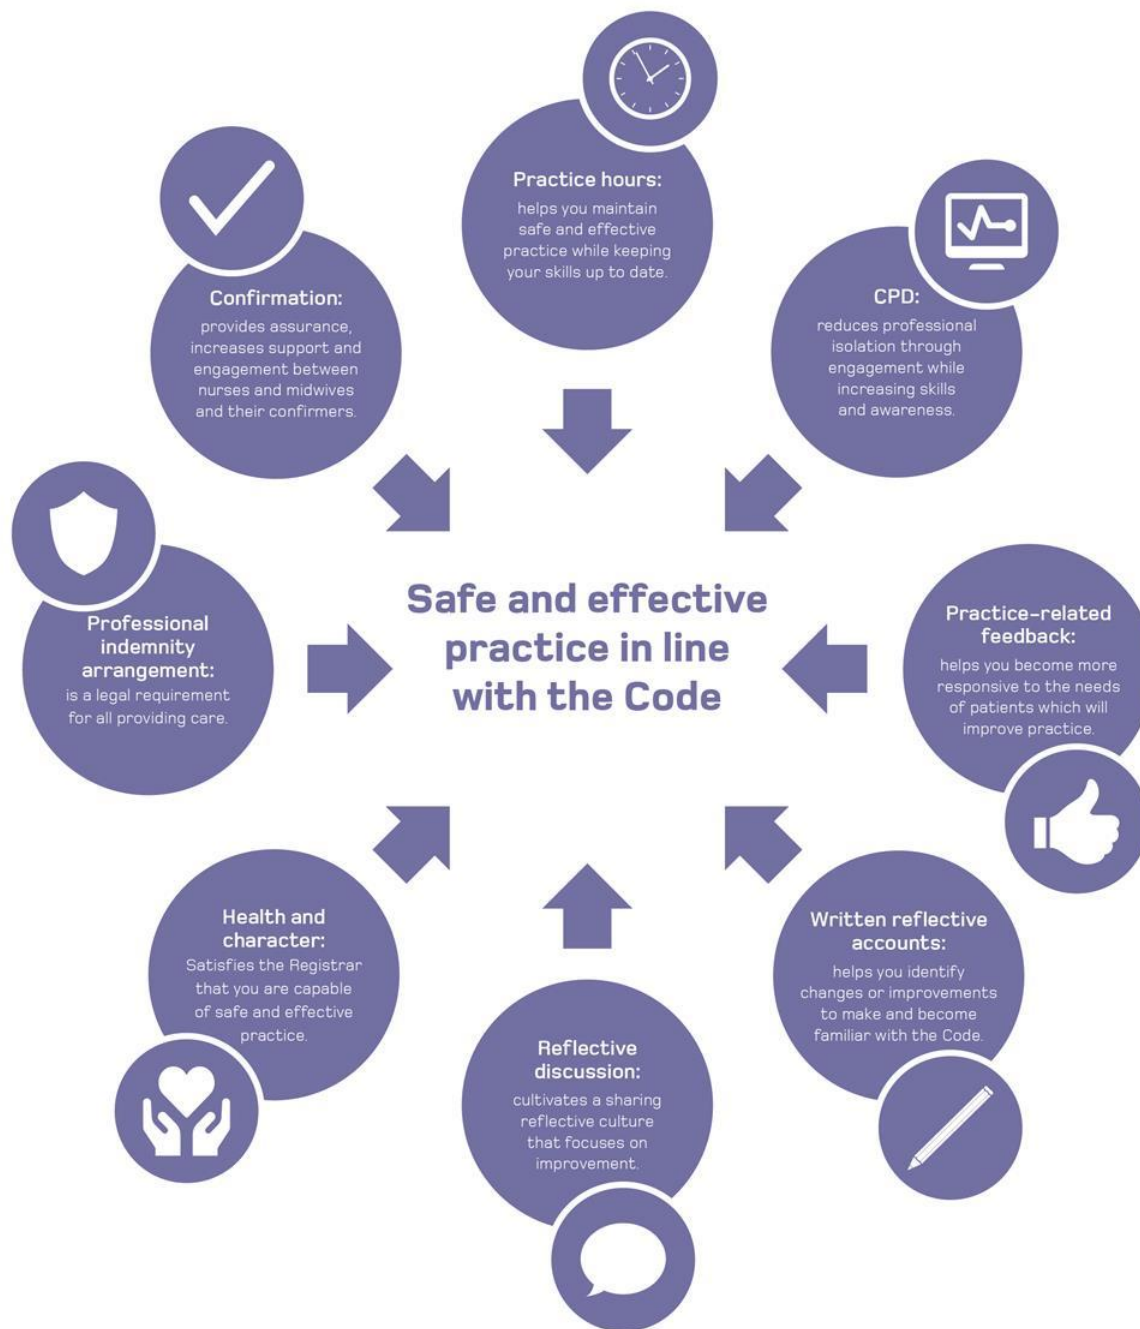 Practice hours:
helps you maintain
safe and effective
practice while keeping
your skills up to date.
CPD:
reduces professional
isolation through
engagement while
increasing skills
and awareness.
Practice-related
feedback:
helps you become more
responsive to the needs
of patients which will
improve practice.
Written reflective
accounts:
helps you identify
changes or improvements
to make and become
familiar with the Code.
Reflective
discussion:
cultivates a sharing
reflective culture
that focuses on
improvement.
Health and
character:
Satisfies the Registrar
that you are capable
of safe and effective
practice.
Professional
indemnity
arrangement:
is a legal requirement
for all providing care.
Confirmation:
provides assurance,
increases support and
engagement between
nurses and midwives
and their confirmers.
Safe and effective
practice in line
with the Code